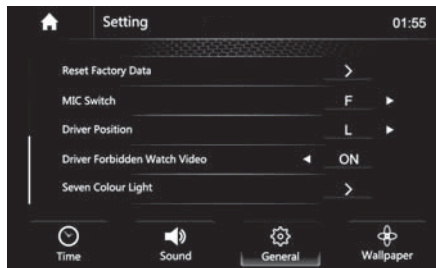 Setting 01:55
Reset Factory Data >
MIC Switch F
Driver Position L
Driver Forbidden Watch Video ON
Seven Colour Light >
Time Sound General Wallpaper